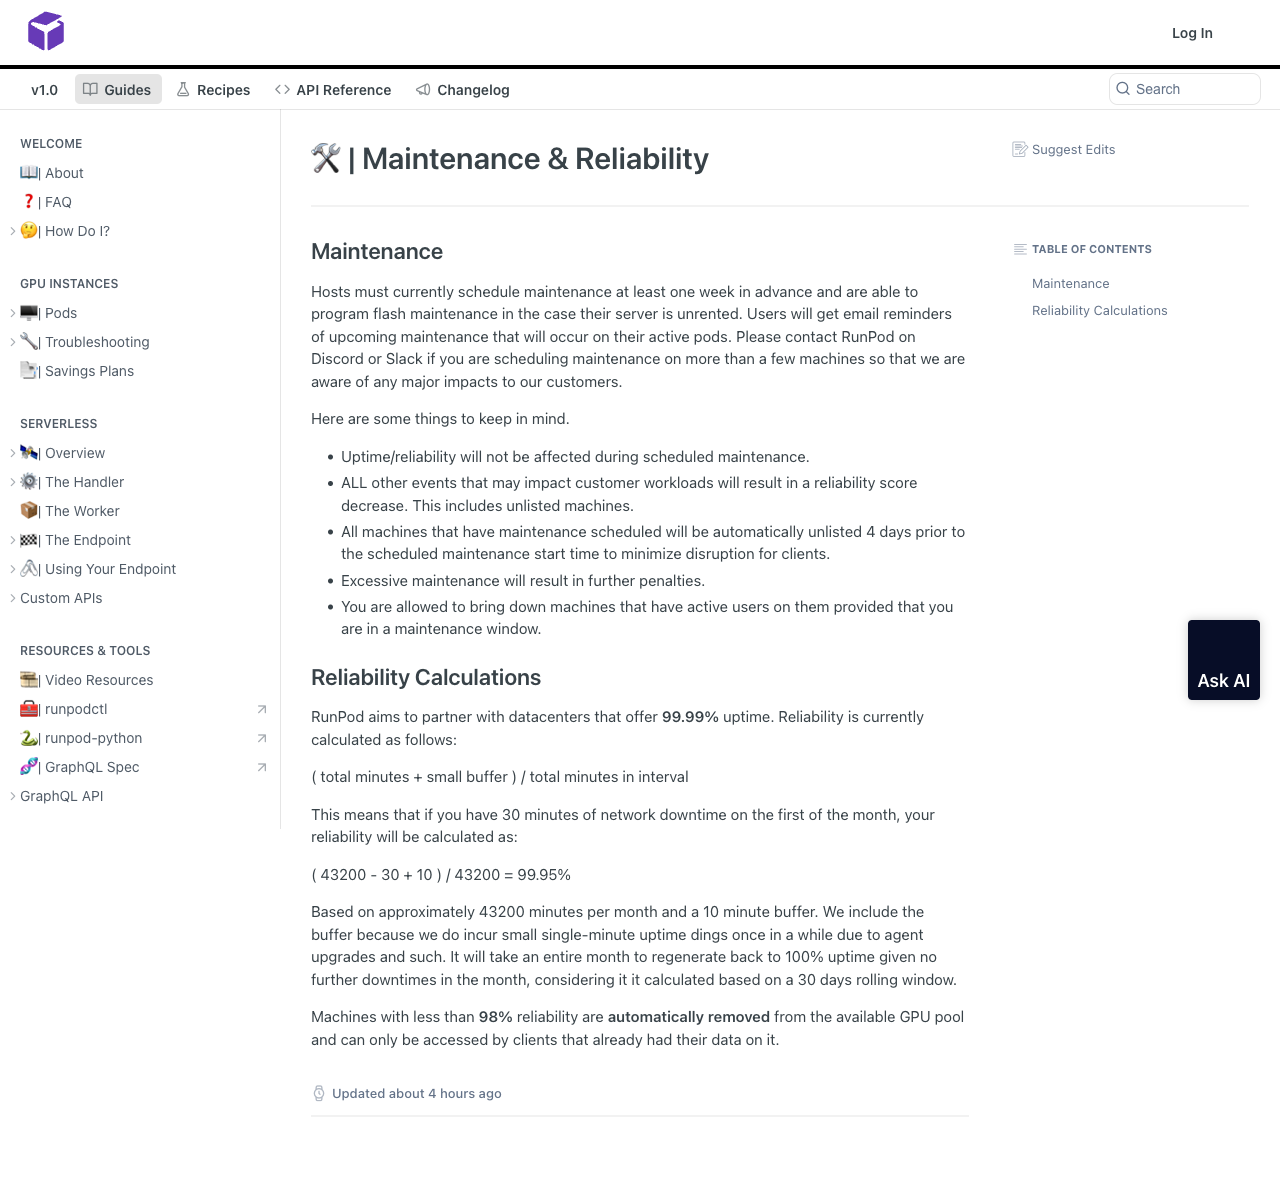 Log In
v1.0
Guides
Recipes
API Reference
Changelog
Search
WELCOME
| About
| FAQ
| How Do I?
GPU INSTANCES
| Pods
| Troubleshooting
| Savings Plans
SERVERLESS
| Overview
| The Handler
| The Worker
| The Endpoint
| Using Your Endpoint
Custom APIs
RESOURCES & TOOLS
| Video Resources
| runpodctl
| runpod-python
| GraphQL Spec
GraphQL API
🛠️ | Maintenance & Reliability
Suggest Edits
TABLE OF CONTENTS
Maintenance
Reliability Calculations
Maintenance
Hosts must currently schedule maintenance at least one week in advance and are able to
program flash maintenance in the case their server is unrented. Users will get email reminders
of upcoming maintenance that will occur on their active pods. Please contact RunPod on
Discord or Slack if you are scheduling maintenance on more than a few machines so that we are
aware of any major impacts to our customers.
Here are some things to keep in mind.
• Uptime/reliability will not be affected during scheduled maintenance.
• ALL other events that may impact customer workloads will result in a reliability score
decrease. This includes unlisted machines.
• All machines that have maintenance scheduled will be automatically unlisted 4 days prior to
the scheduled maintenance start time to minimize disruption for clients.
• Excessive maintenance will result in further penalties.
• You are allowed to bring down machines that have active users on them provided that you
are in a maintenance window.
Reliability Calculations
RunPod aims to partner with datacenters that offer 99.99% uptime. Reliability is currently
calculated as follows:
( total minutes + small buffer ) / total minutes in interval
This means that if you have 30 minutes of network downtime on the first of the month, your
reliability will be calculated as:
( 43200 - 30 + 10 ) / 43200 = 99.95%
Based on approximately 43200 minutes per month and a 10 minute buffer. We include the
buffer because we do incur small single-minute uptime dings once in a while due to agent
upgrades and such. It will take an entire month to regenerate back to 100% uptime given no
further downtimes in the month, considering it it calculated based on a 30 days rolling window.
Machines with less than 98% reliability are automatically removed from the available GPU pool
and can only be accessed by clients that already had their data on it.
Updated about 4 hours ago
Ask AI